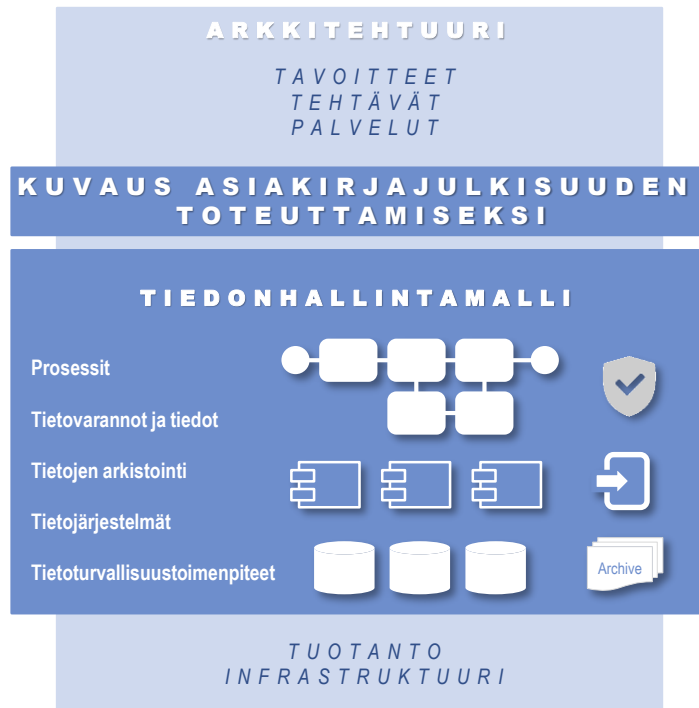 ARKKITEHTUURI
TAVOITTEET
TEHTÄVÄT
PALVELUT
KUVAUS ASIAKIRJAJULKISUUDEN
TOTEUTTAMISEKSI
TIEDONHALLINTAMALLI
Prosessit
Tietovarannot ja tiedot
Tietojen arkistointi
Tietojärjestelmät
Tietoturvallisuustoimenpiteet
Archive
TUOTANTO
INFRASTRUKTUURI